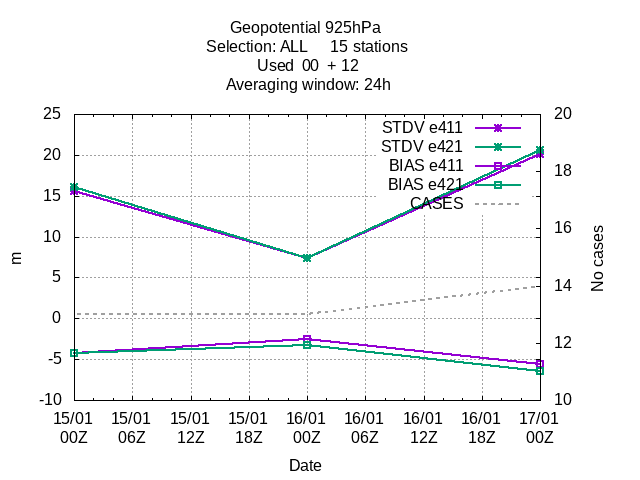 Geopotential 925hPa
Selection: ALL     15 stations
Used  00  + 12
Averaging window: 24h
25
20
15
10
5
0
-5
-10
m
20
18
16
14
12
10
No cases
STDV e411
STDV e421
BIAS e411
BIAS e421
CASES
15/01 15/01 15/01 15/01 16/01 16/01 16/01 16/01 17/01
00Z 06Z 12Z 18Z 00Z 06Z 12Z 18Z 00Z
Date